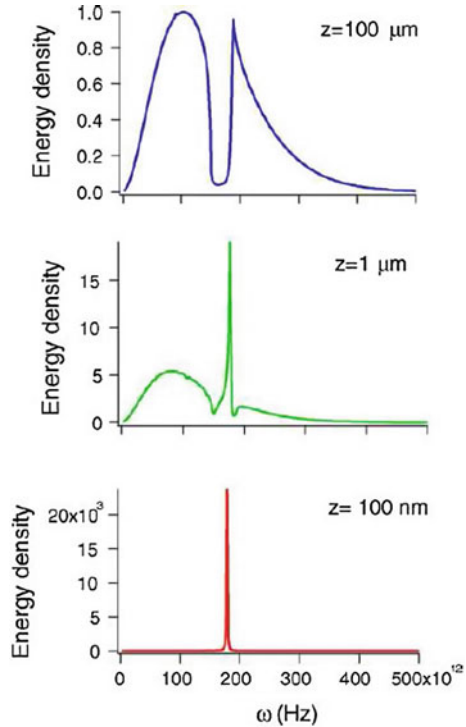 z=100 μm
Energy density
1.0
0.8
0.6
0.4
0.2
0.0
z=1 μm
Energy density
15
10
5
0
z= 100 nm
Energy density
20x10³
15
10
5
0
0 100 200 300 400 500x10¹²
ω (Hz)